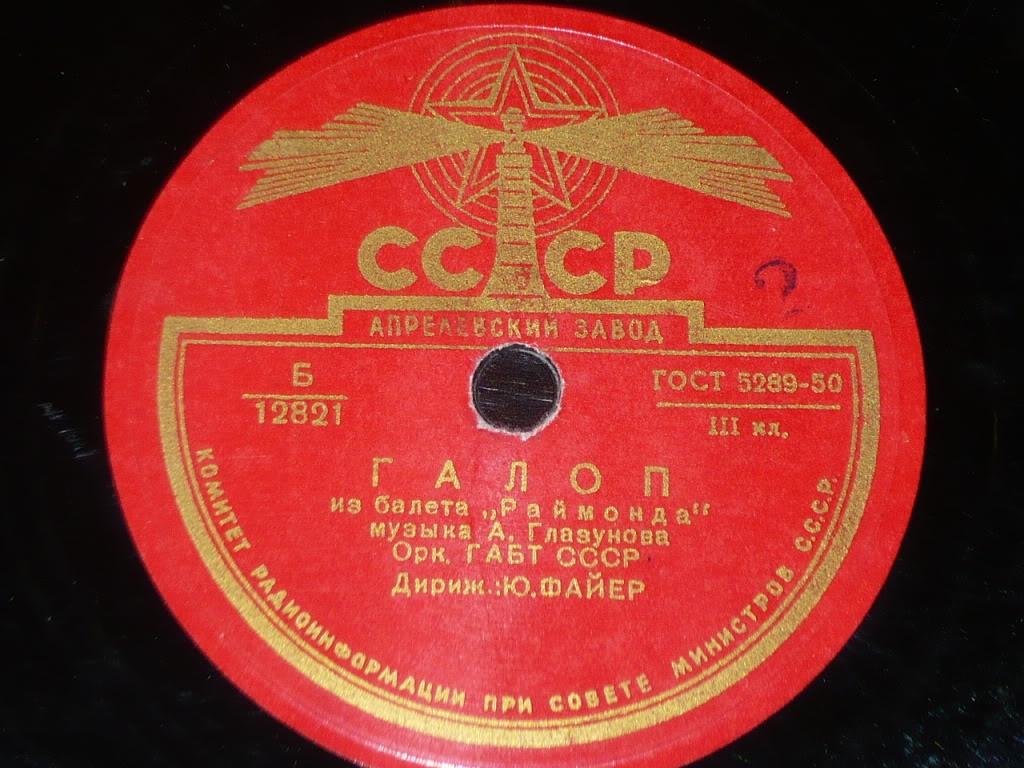 СССР
АПРЕЛЕВСКИЙ ЗАВОД
Б
12821
ГОСТ 5289-50
III кл.
ГАЛОП
из балета „Раймонда"
музыка А. Глазунова
Орк. ГАБТ СССР
Дириж.:Ю.ФАЙЕР
КОМИТЕТ РАДИОИНФОРМАЦИИ ПРИ СОВЕТЕ МИНИСТРОВ С.С.С.Р.